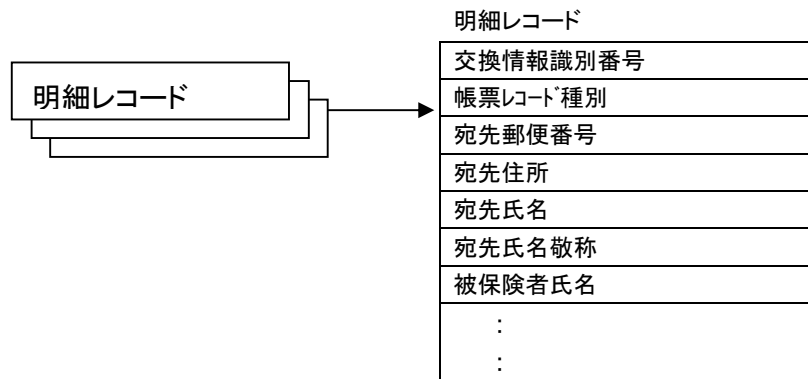 明細レコード
明細レコード
交換情報識別番号
帳票ﾚｺｰﾄﾞ種別
宛先郵便番号
宛先住所
宛先氏名
宛先氏名敬称
被保険者氏名
:
: